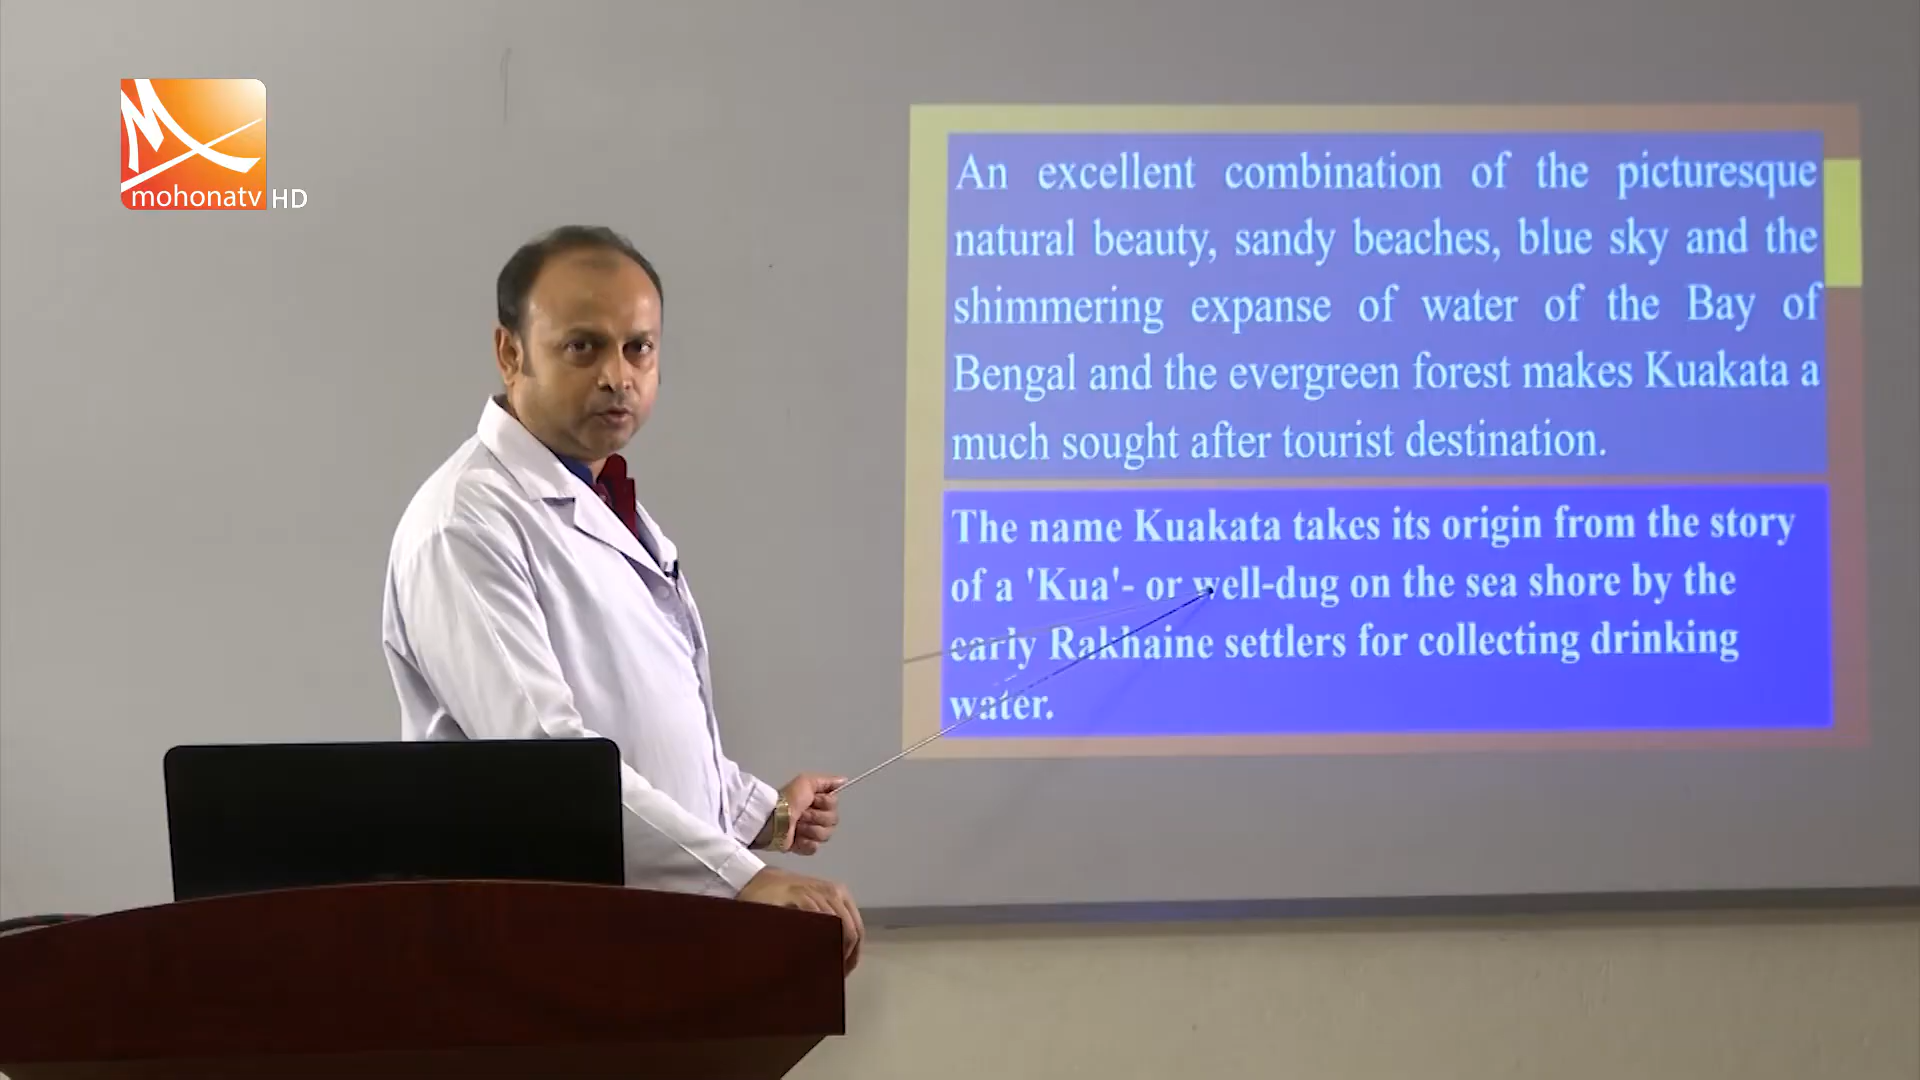 mohonatv HD
An excellent combination of the picturesque
natural beauty, sandy beaches, blue sky and the
shimmering expanse of water of the Bay of
Bengal and the evergreen forest makes Kuakata a
much sought after tourist destination.
The name Kuakata takes its origin from the story
of a 'Kua'- or well-dug on the sea shore by the
early Rakhaine settlers for collecting drinking
water.